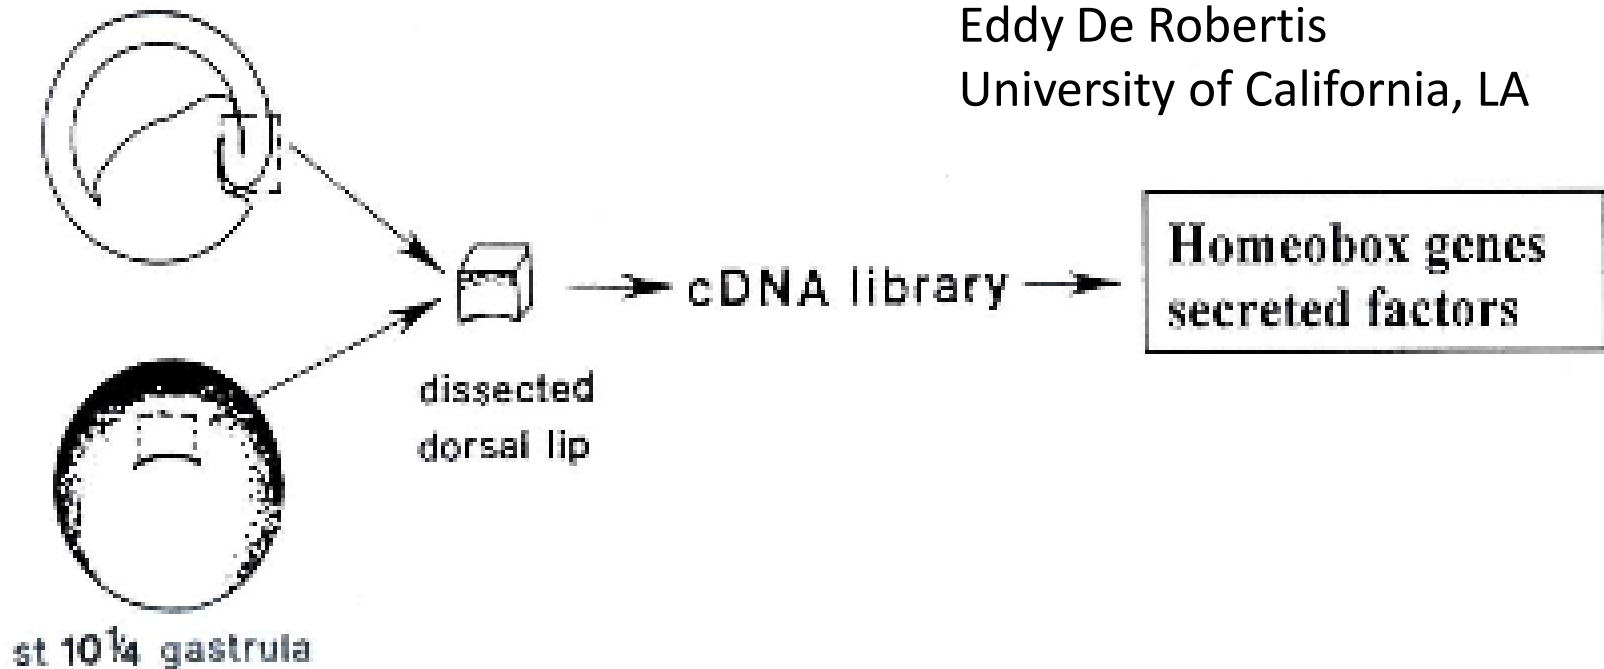 Eddy De Robertis
University of California, LA
Homeobox genes
secreted factors
cDNA library
dissected
dorsal lip
st 10¼ gastrula